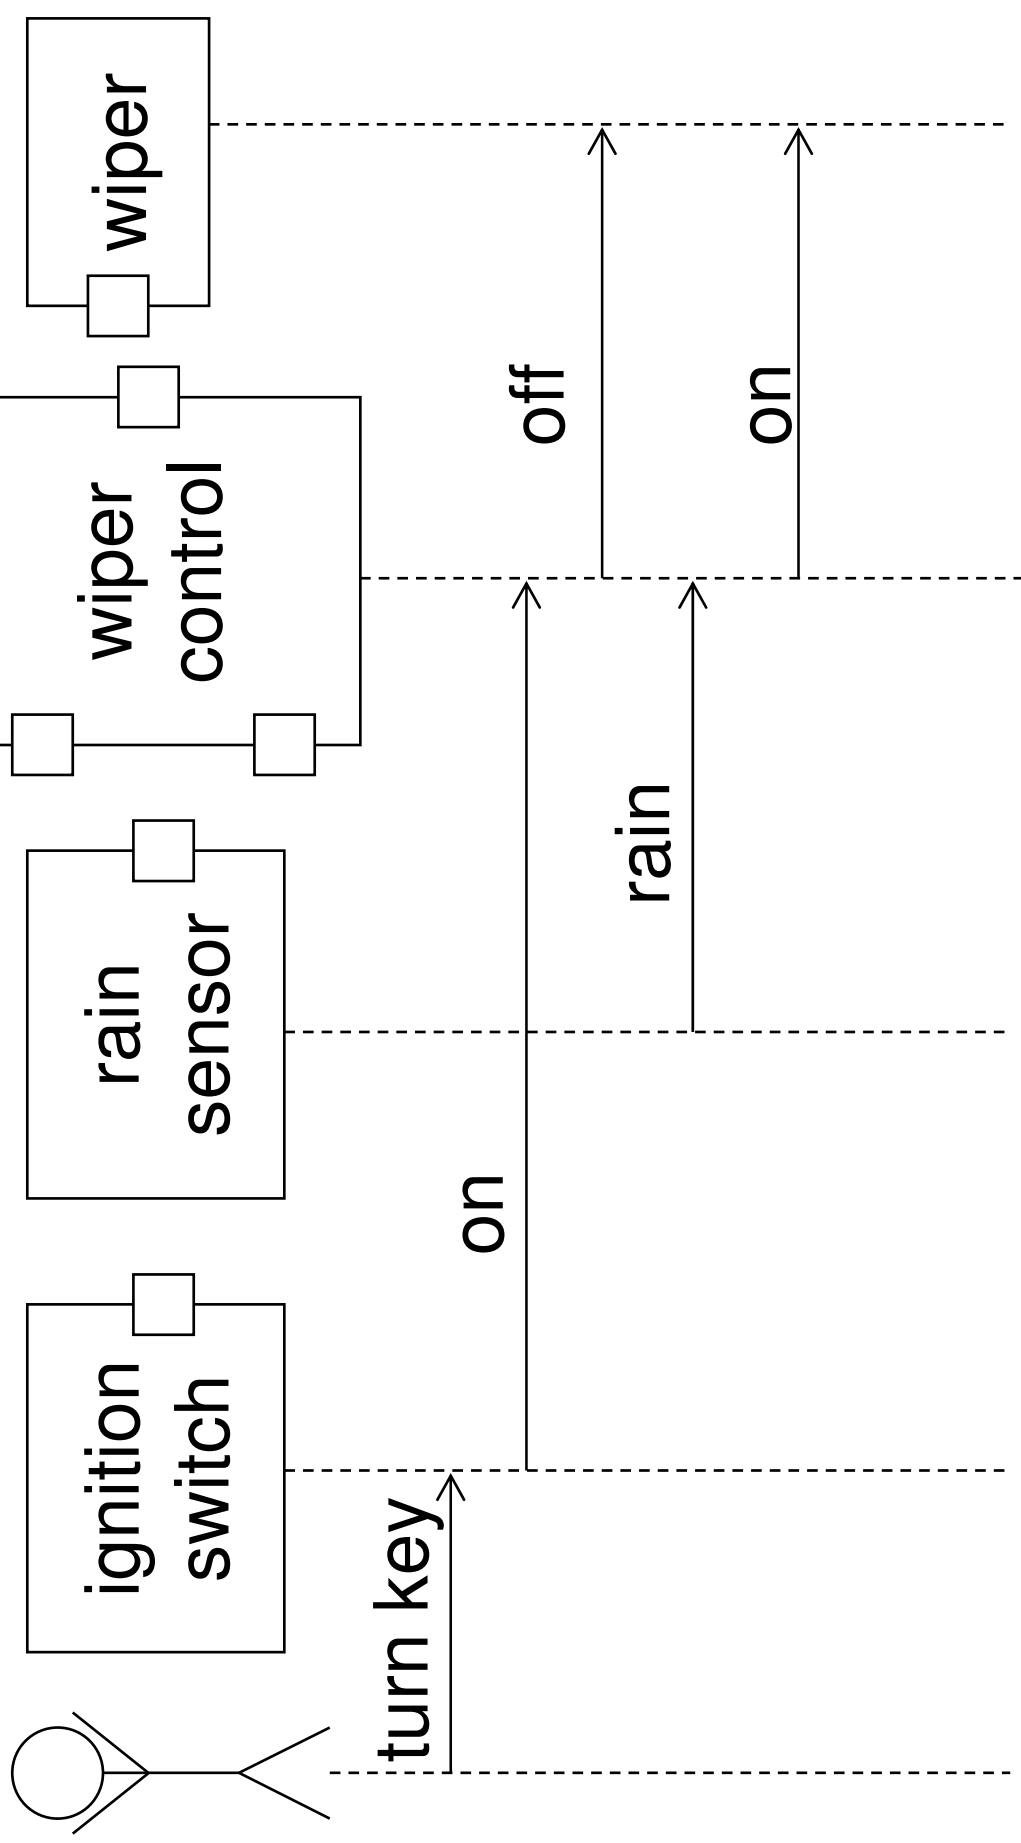 ignition
switch
rain
sensor
wiper
control
wiper
turn key
on
off
rain
on